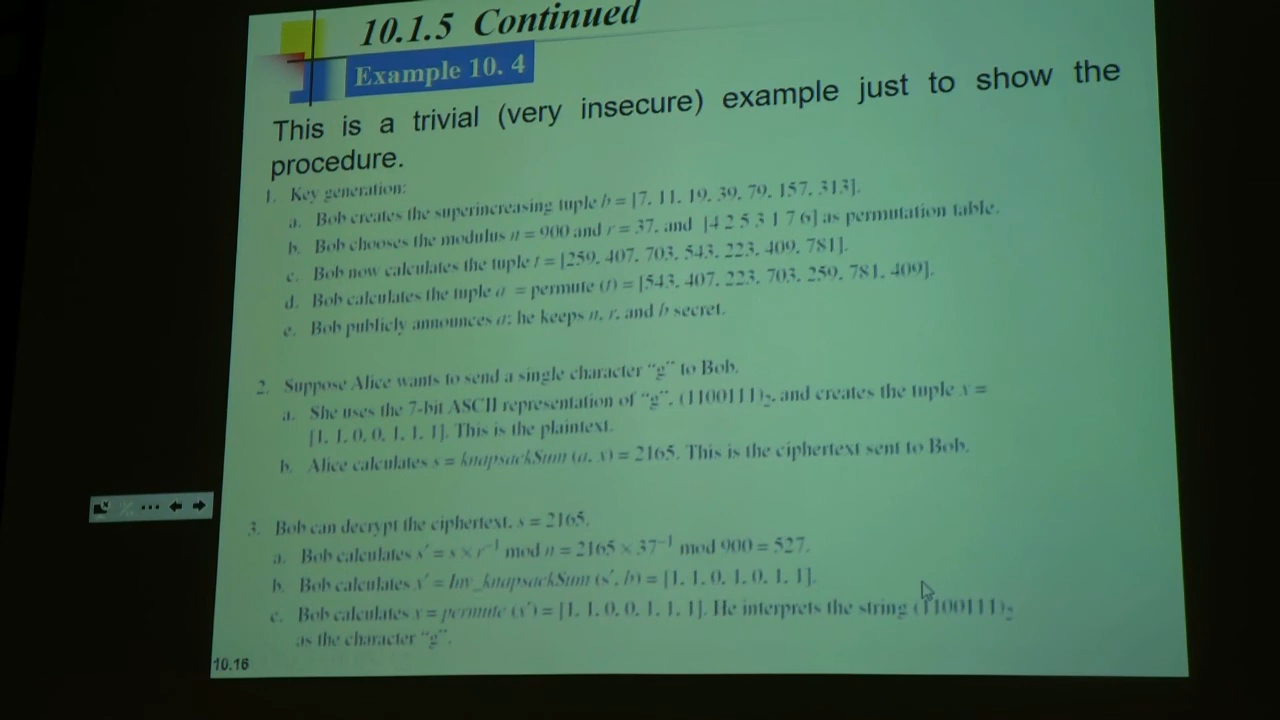 10.1.5 Continued
Example 10. 4
This is a trivial (very insecure) example just to show the
procedure.
1. Key generation:
a. Bob creates the superincreasing tuple b = [7, 11, 19, 39, 79, 157, 313].
b. Bob chooses the modulus n = 900 and r = 37, and [4 2 5 3 1 7 6] as permutation table.
c. Bob now calculates the tuple t = [259, 407, 703, 543, 223, 409, 781].
d. Bob calculates the tuple a = permute (t) = [543, 407, 223, 703, 259, 781, 409].
e. Bob publicly announces a; he keeps n, r, and b secret.
2. Suppose Alice wants to send a single character “g” to Bob.
a. She uses the 7-bit ASCII representation of “g”, (1100111)₂, and creates the tuple x =
[1, 1, 0, 0, 1, 1, 1]. This is the plaintext.
b. Alice calculates s = knapsackSum (a, x) = 2165. This is the ciphertext sent to Bob.
3. Bob can decrypt the ciphertext, s = 2165.
a. Bob calculates s′ = s × r⁻¹ mod n = 2165 × 37⁻¹ mod 900 = 527.
b. Bob calculates x′ = Inv_knapsackSum (s′, b) = [1, 1, 0, 1, 0, 1, 1].
c. Bob calculates x = permute (x′) = [1, 1, 0, 0, 1, 1, 1]. He interprets the string (1100111)₂
as the character “g”.
10.16